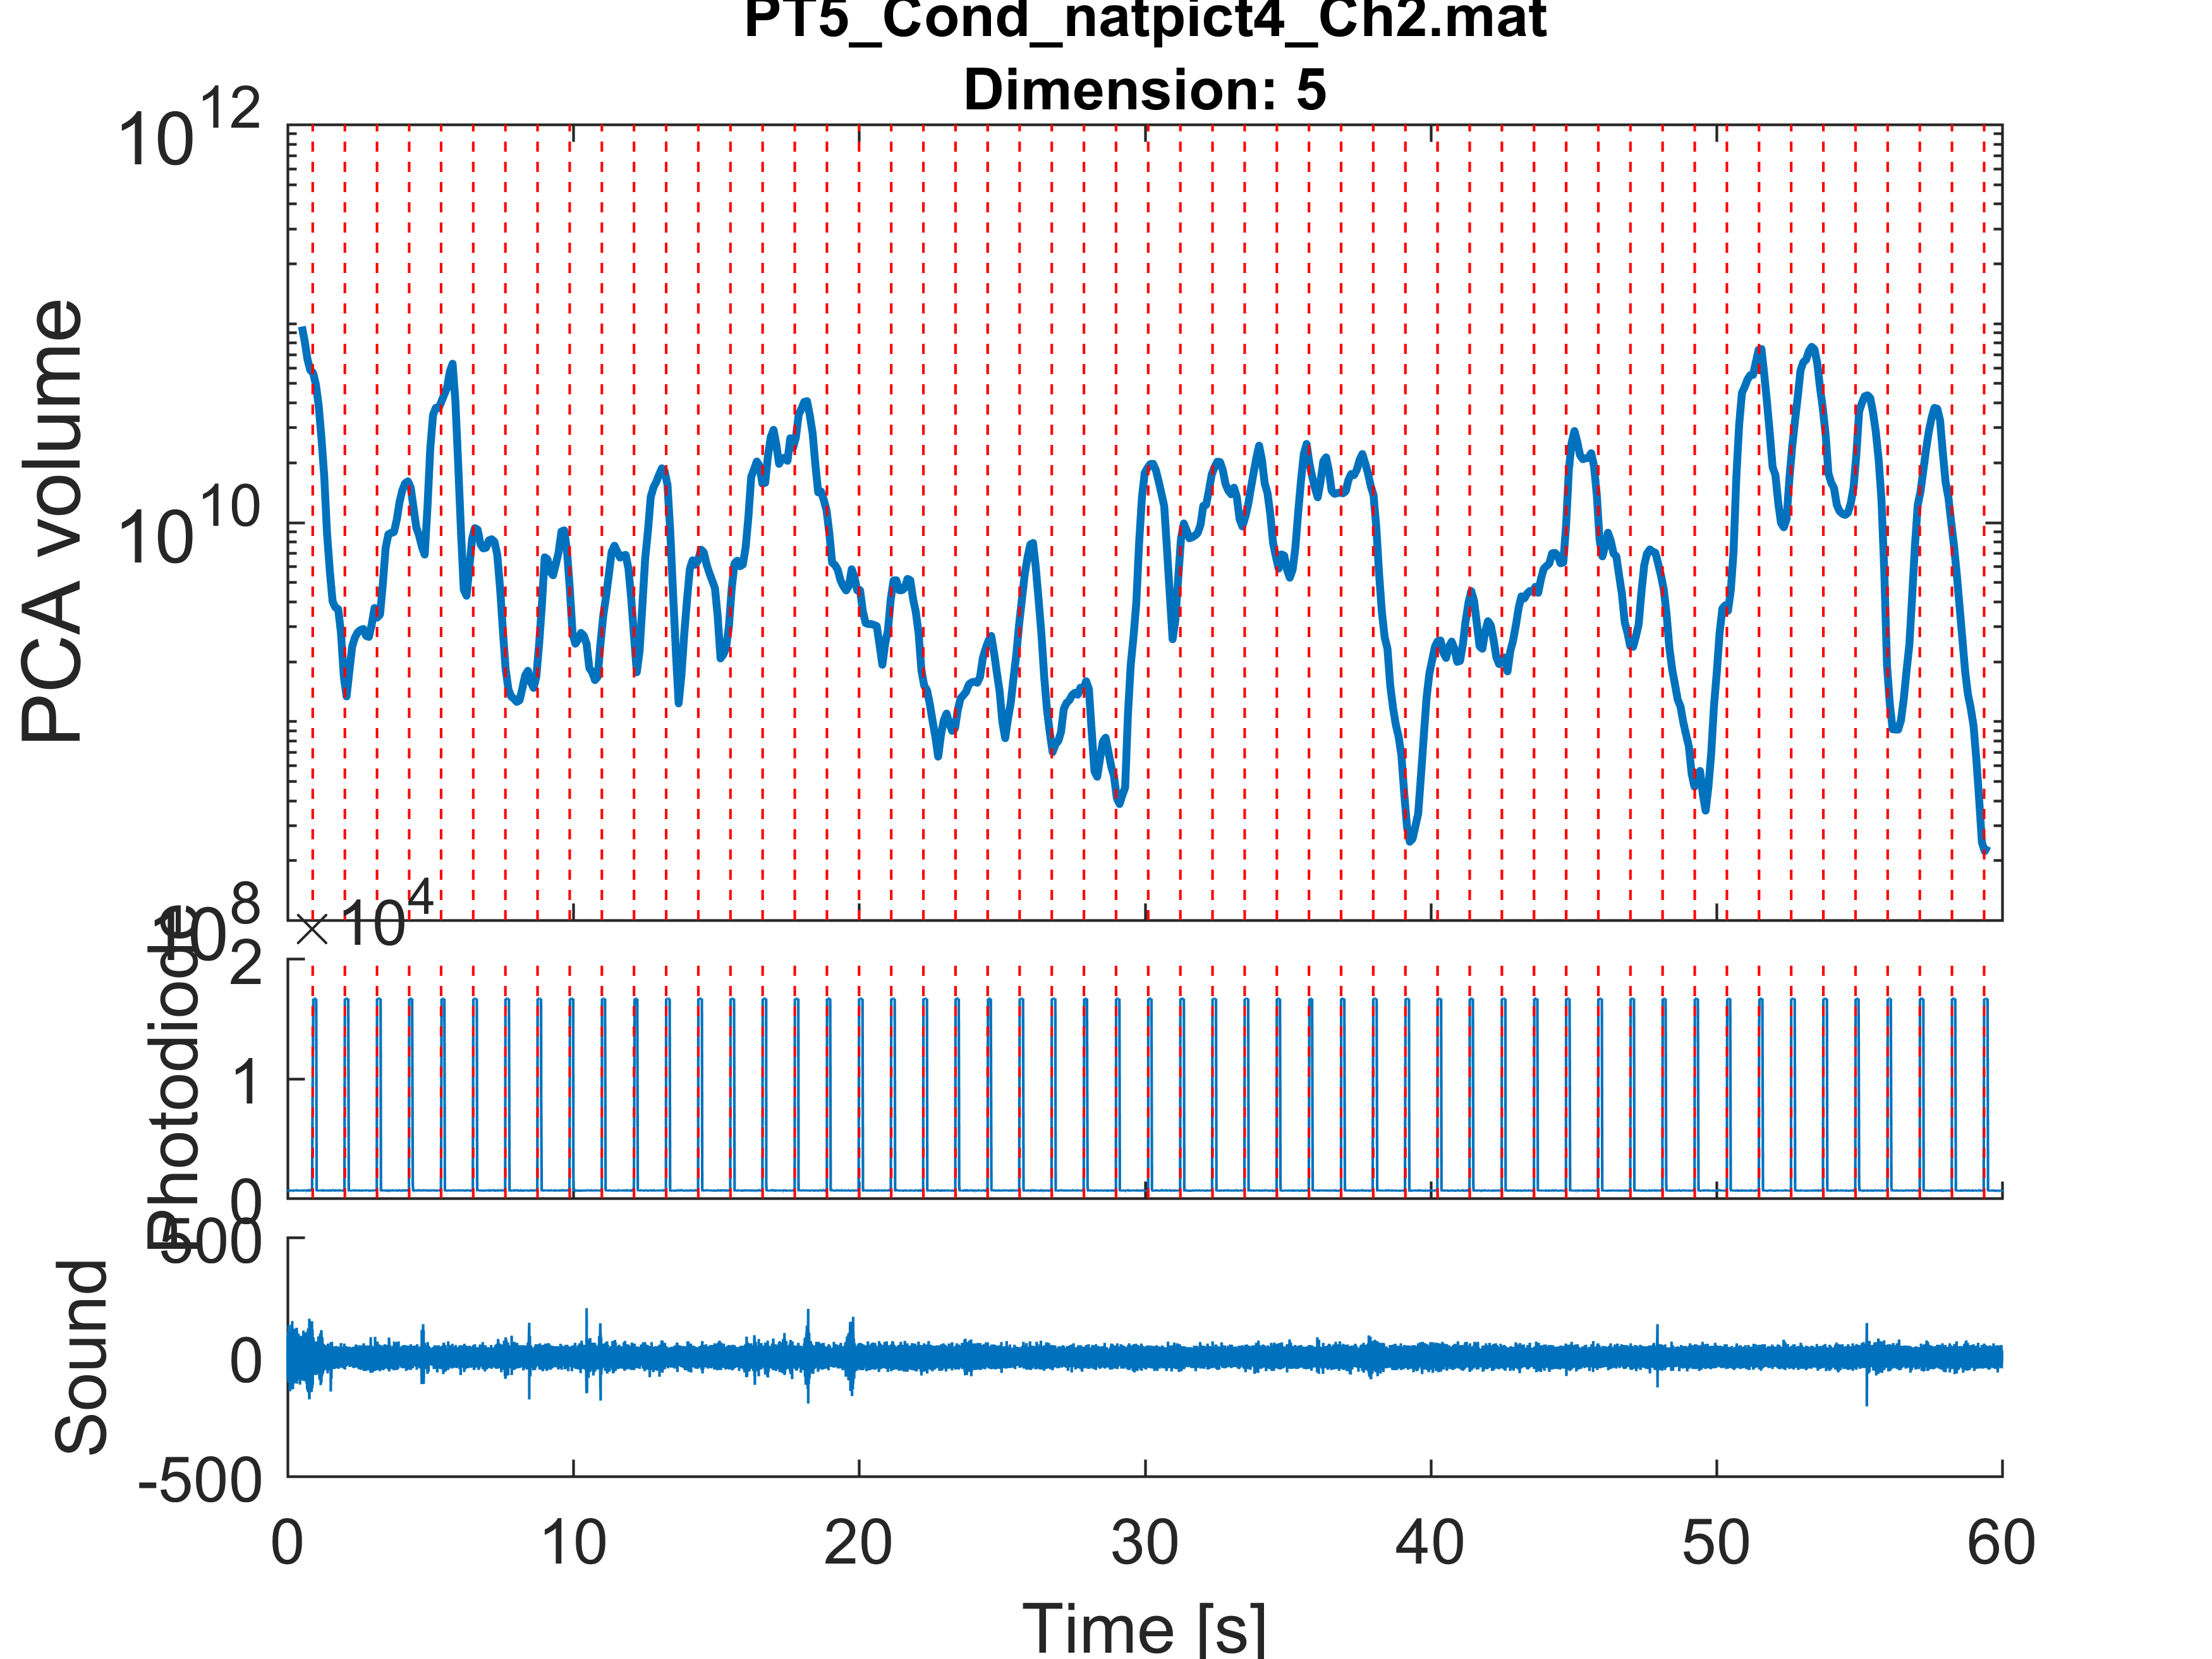 PT5_Cond_natpict4_Ch2.mat
Dimension: 5
10^12
10^10
10^8
PCA volume
×10^4
2
1
0
Photodiode
500
0
-500
Sound
0 10 20 30 40 50 60
Time [s]